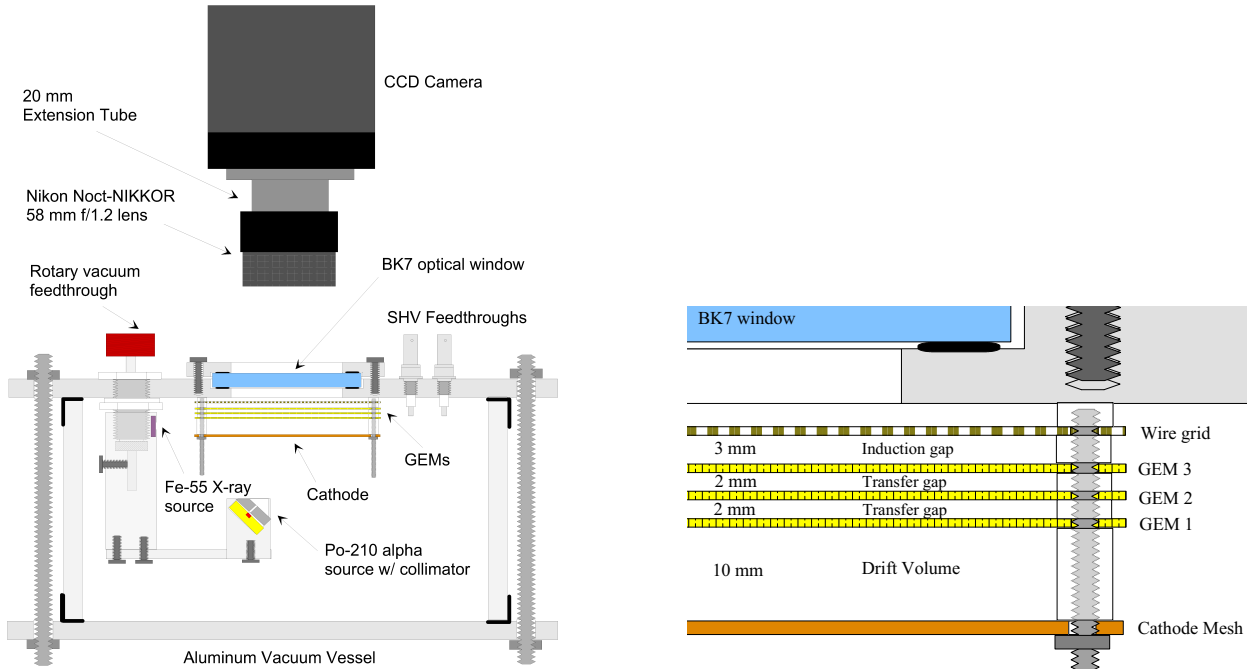 CCD Camera
20 mm
Extension Tube
Nikon Noct-NIKKOR
58 mm f/1.2 lens
BK7 optical window
Rotary vacuum
feedthrough
SHV Feedthroughs
GEMs
Fe-55 X-ray
source
Cathode
Po-210 alpha
source w/ collimator
Aluminum Vacuum Vessel
BK7 window
Wire grid
3 mm Induction gap
GEM 3
2 mm Transfer gap
GEM 2
2 mm Transfer gap
GEM 1
10 mm Drift Volume
Cathode Mesh